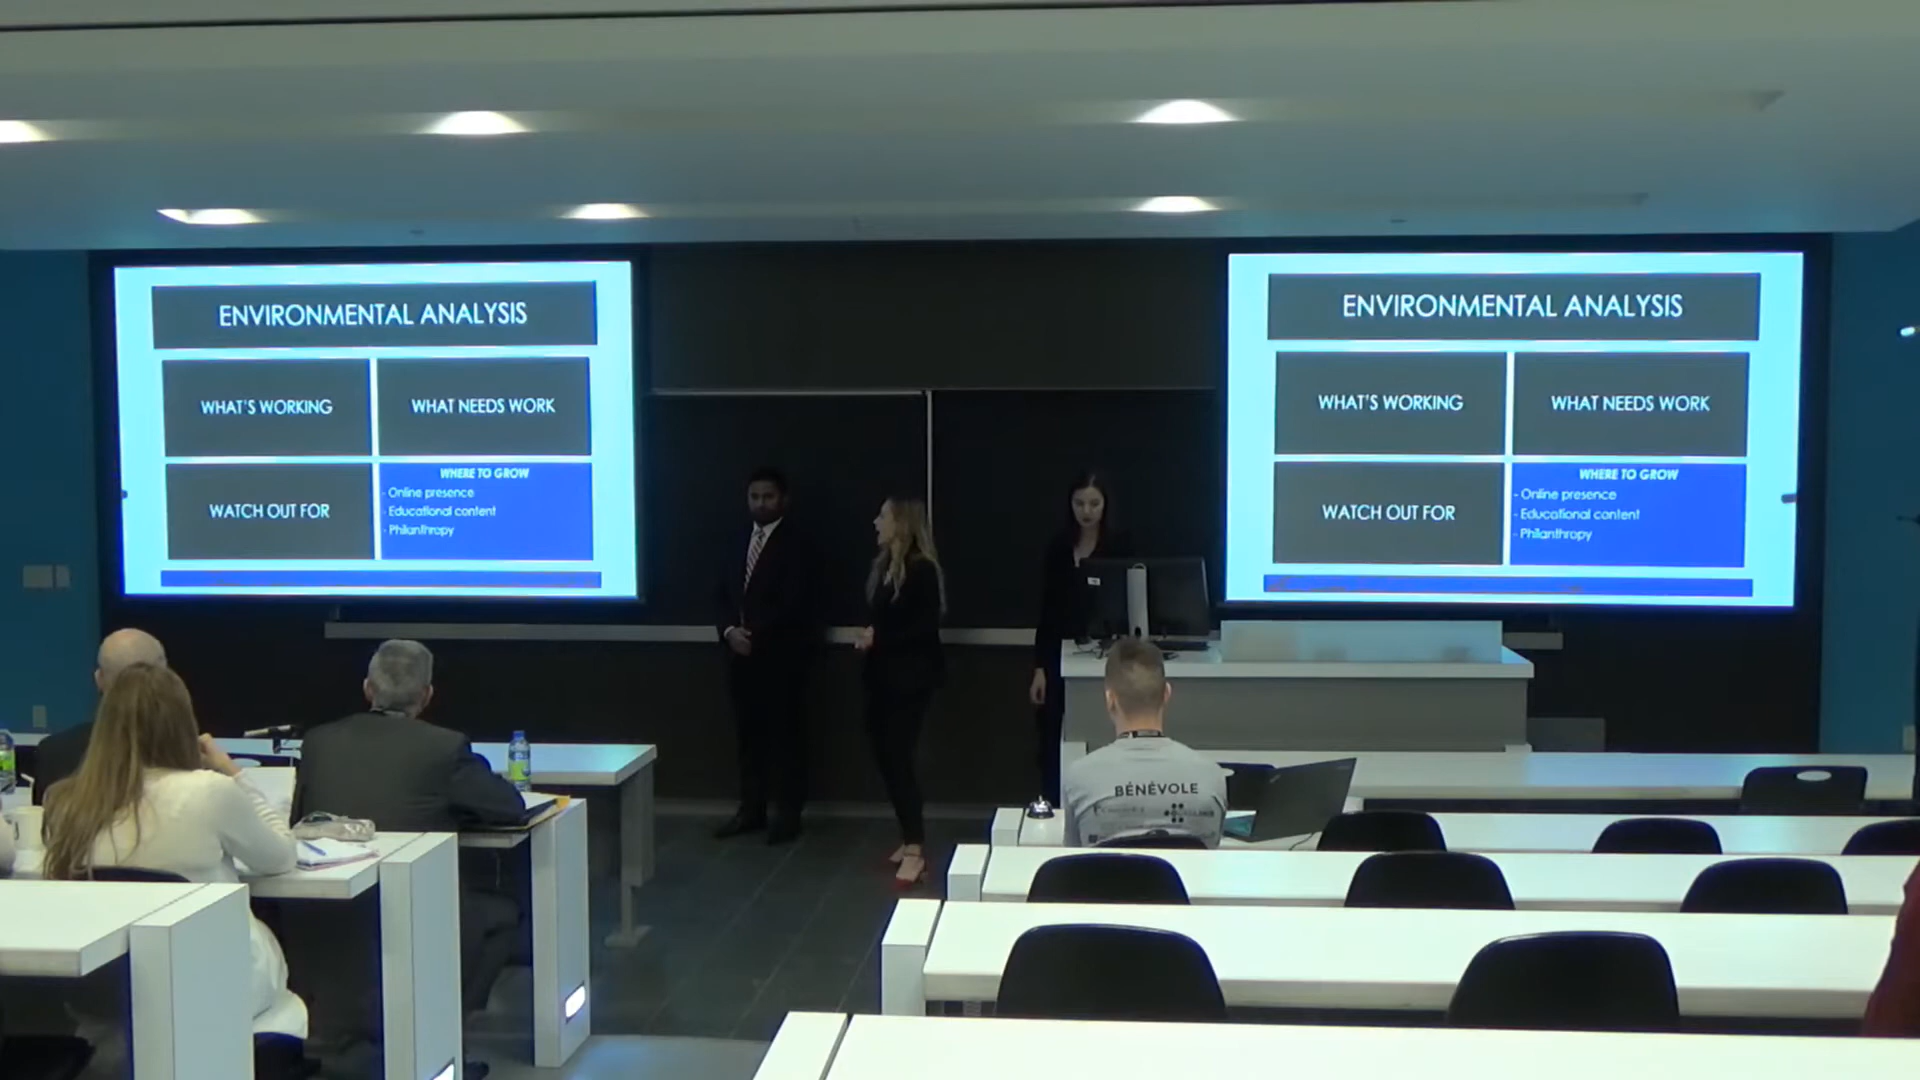 ENVIRONMENTAL ANALYSIS
WHAT'S WORKING
WHAT NEEDS WORK
WATCH OUT FOR
WHERE TO GROW
- Online presence
- Educational content
- Philanthropy
ENVIRONMENTAL ANALYSIS
WHAT'S WORKING
WHAT NEEDS WORK
WATCH OUT FOR
WHERE TO GROW
- Online presence
- Educational content
- Philanthropy
BÉNÉVOLE